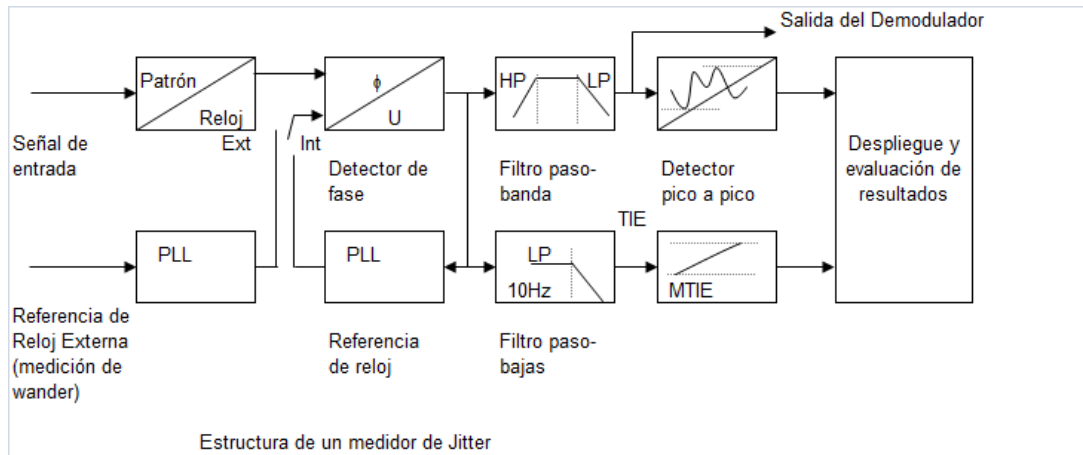 Salida del Demodulador
Patrón
Reloj
ϕ
U
HP
LP
Señal de
entrada
Ext
Int
Detector de
fase
Filtro paso-
banda
Detector
pico a pico
Despliegue y
evaluación de
resultados
TIE
PLL
PLL
LP
10Hz
MTIE
Referencia de
Reloj Externa
(medición de
wander)
Referencia
de reloj
Filtro paso-
bajas
Estructura de un medidor de Jitter